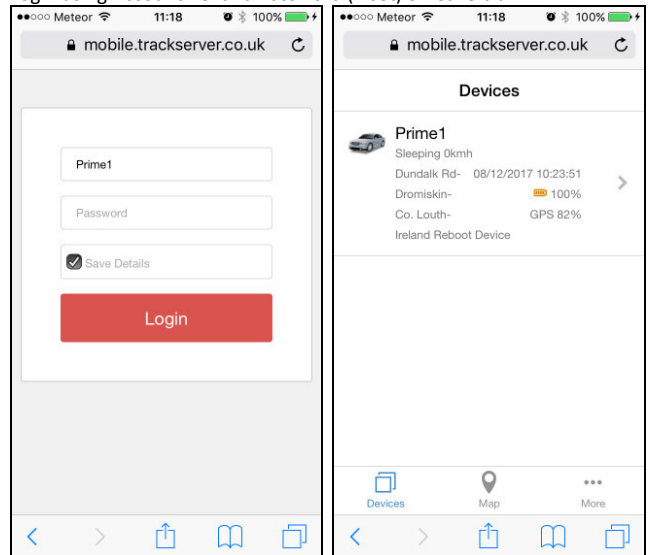 Meteor 11:18 100%
mobile.trackserver.co.uk
Prime1
Password
Save Details
Login
Meteor 11:18 100%
mobile.trackserver.co.uk
Devices
Prime1
Sleeping 0kmh
Dundalk Rd- 08/12/2017 10:23:51
Dromiskin- 100%
Co. Louth- GPS 82%
Ireland Reboot Device
Devices Map More